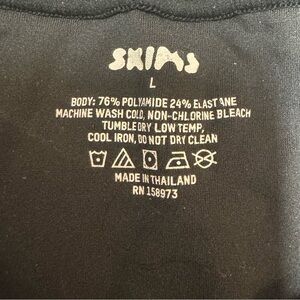 SKIMS
L
BODY: 76% POLYAMIDE 24% ELASTANE
MACHINE WASH COLD, NON-CHLORINE BLEACH
TUMBLE DRY LOW TEMP,
COOL IRON, DO NOT DRY CLEAN
MADE IN THAILAND
RN 158973